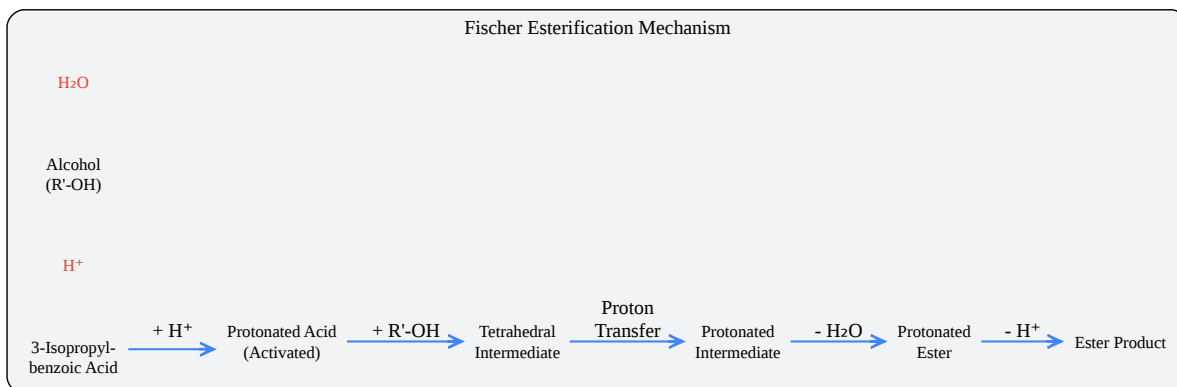 Fischer Esterification Mechanism
H₂O
Alcohol
(R'-OH)
H⁺
3-Isopropyl-
benzoic Acid
+ H⁺
Protonated Acid
(Activated)
+ R'-OH
Tetrahedral
Intermediate
Proton
Transfer
Protonated
Intermediate
- H₂O
Protonated
Ester
- H⁺
Ester Product